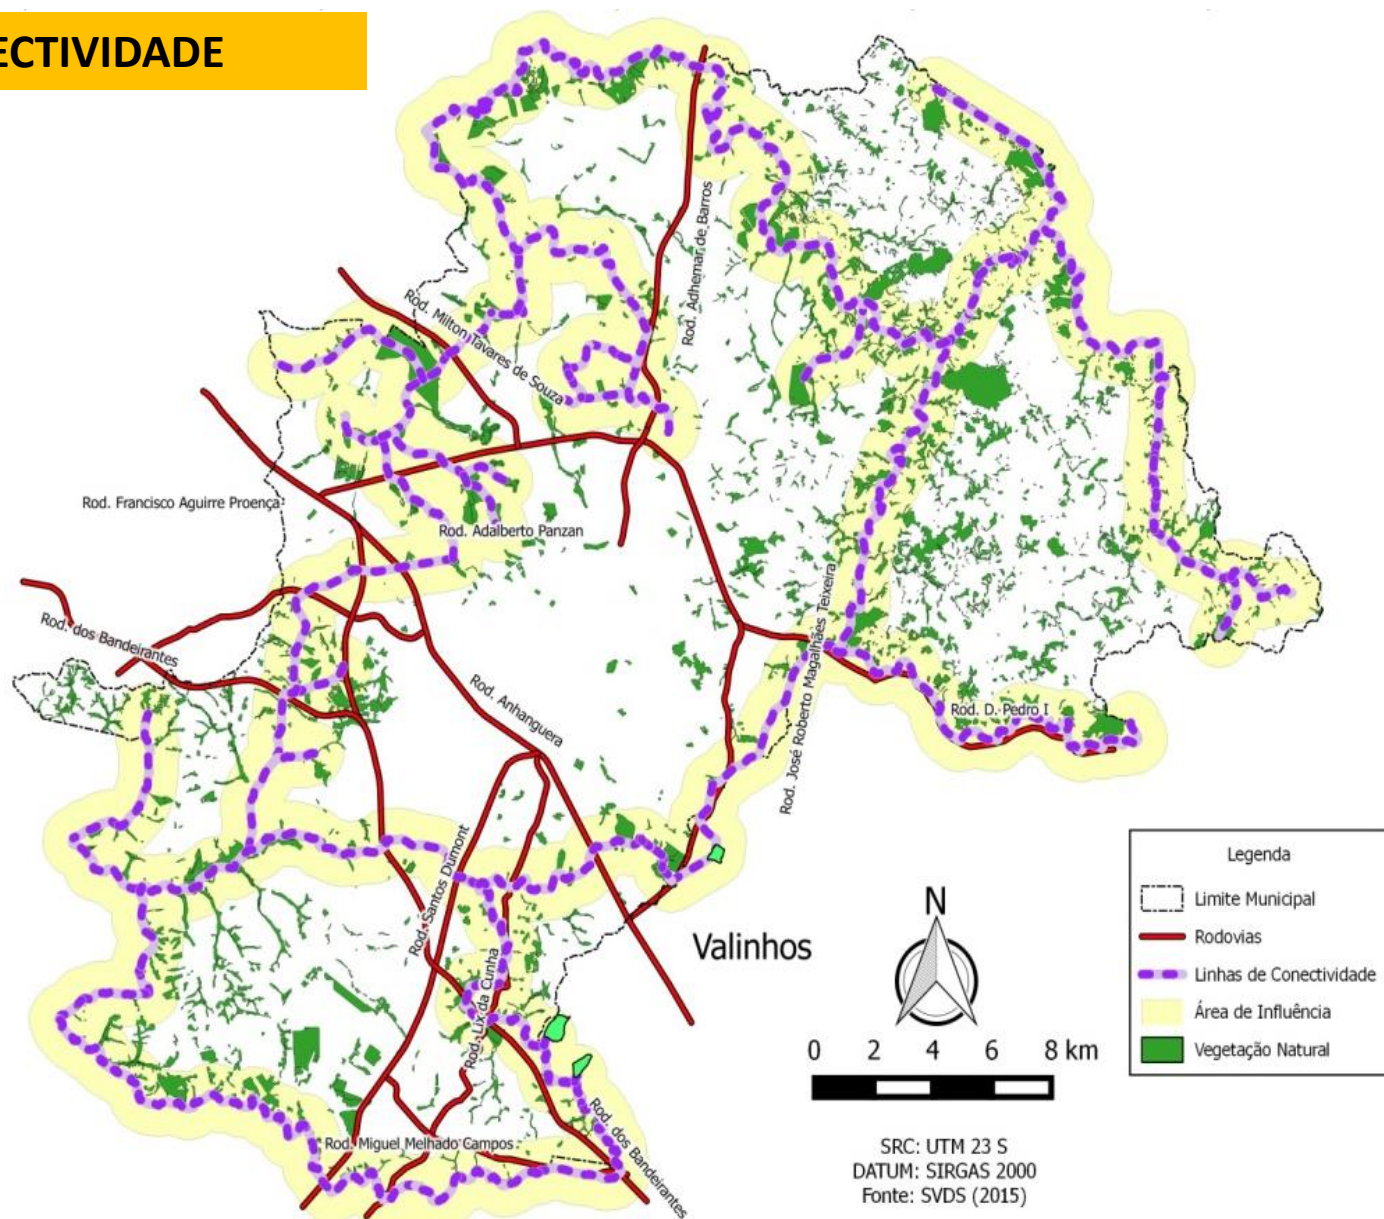 ECTIVIDADE
Rod. Adhemar de Barros
Rod. Milton Tavares de Souza
Rod. Francisco Aguirre Proença
Rod. Adalberto Panzan
Rod. dos Bandeirantes
Rod. Anhanguera
Rod. José Roberto Magalhães Teixeira
Rod. D. Pedro I
Rod. Santos Dumont
Rod. Lix da Cunha
Rod. Miguel Melhado Campos
Rod. dos Bandeirantes
Valinhos
N
0 2 4 6 8 km
SRC: UTM 23 S
DATUM: SIRGAS 2000
Fonte: SVDS (2015)
Legenda
Limite Municipal
Rodovias
Linhas de Conectividade
Área de Influência
Vegetação Natural